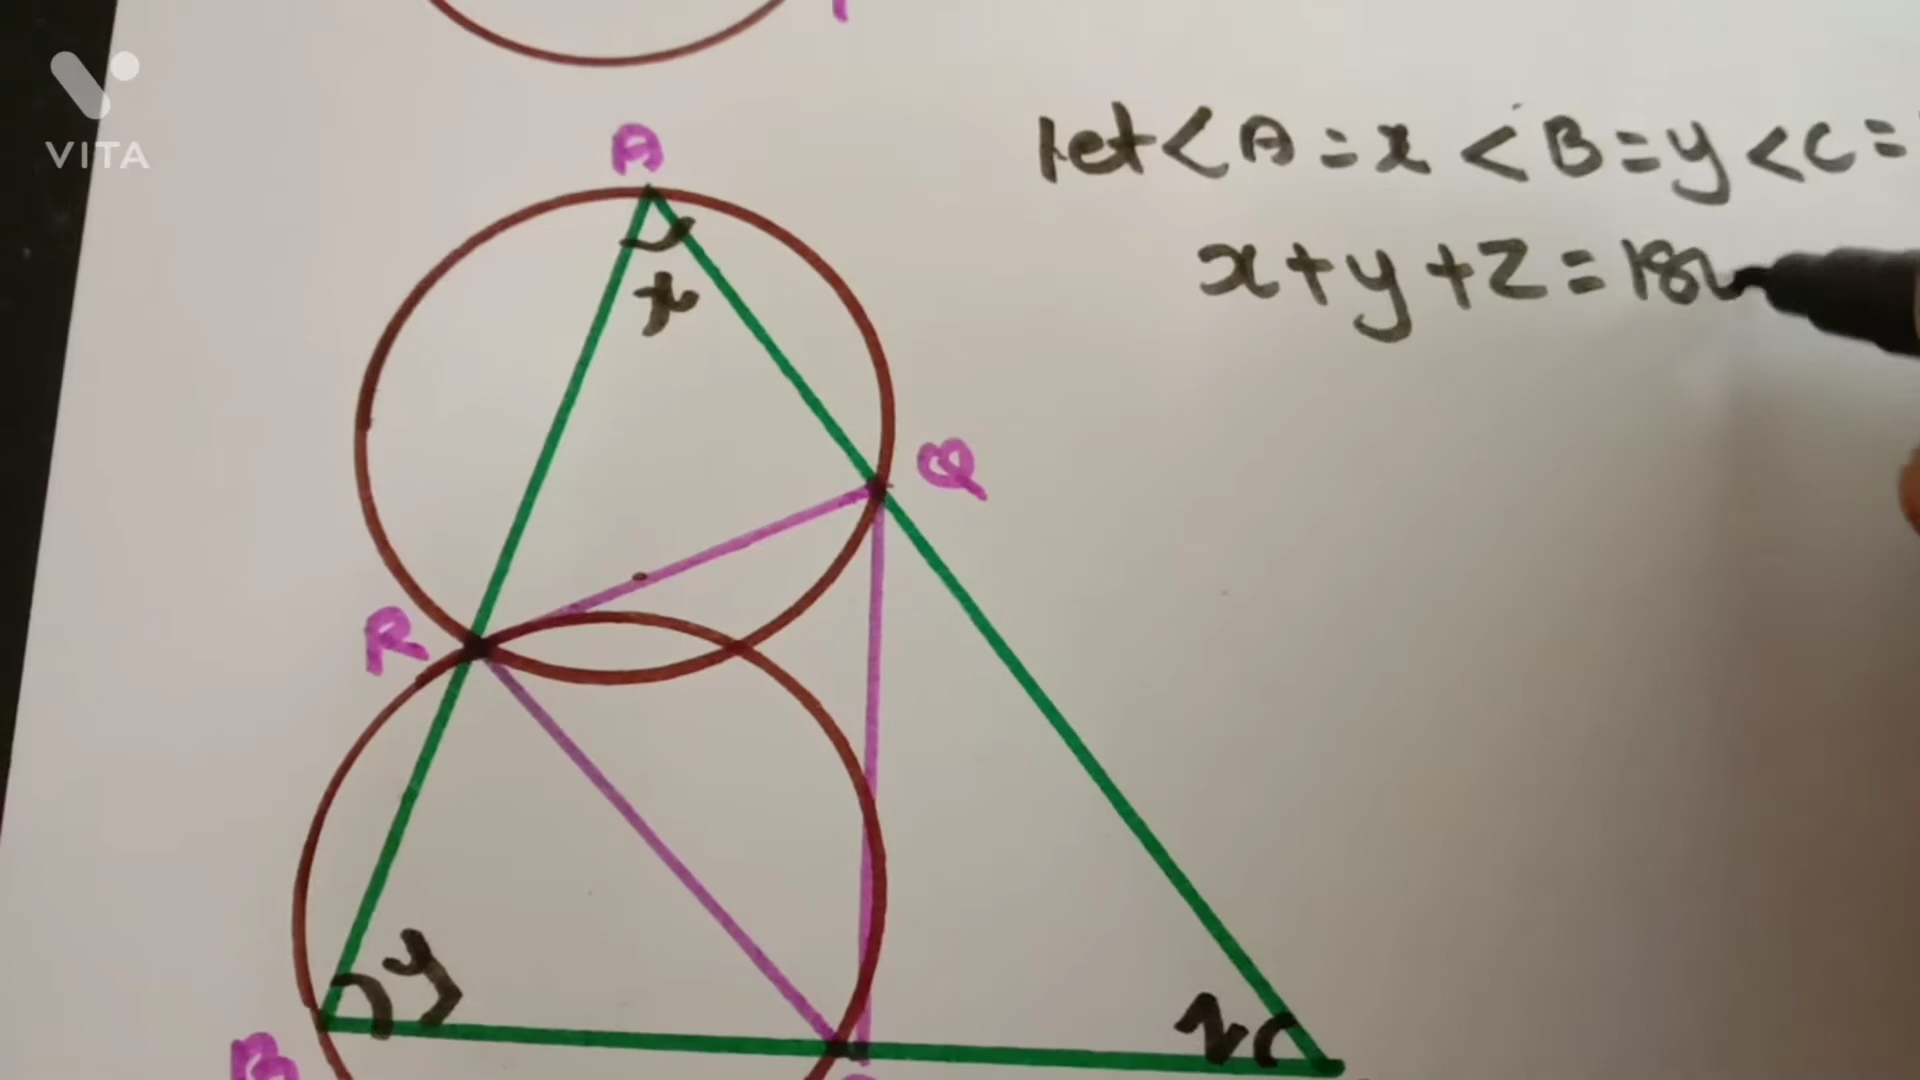 VITA
A
let <A = x <B = y <C =
x + y + z = 180
x
Q
R
y
z
B